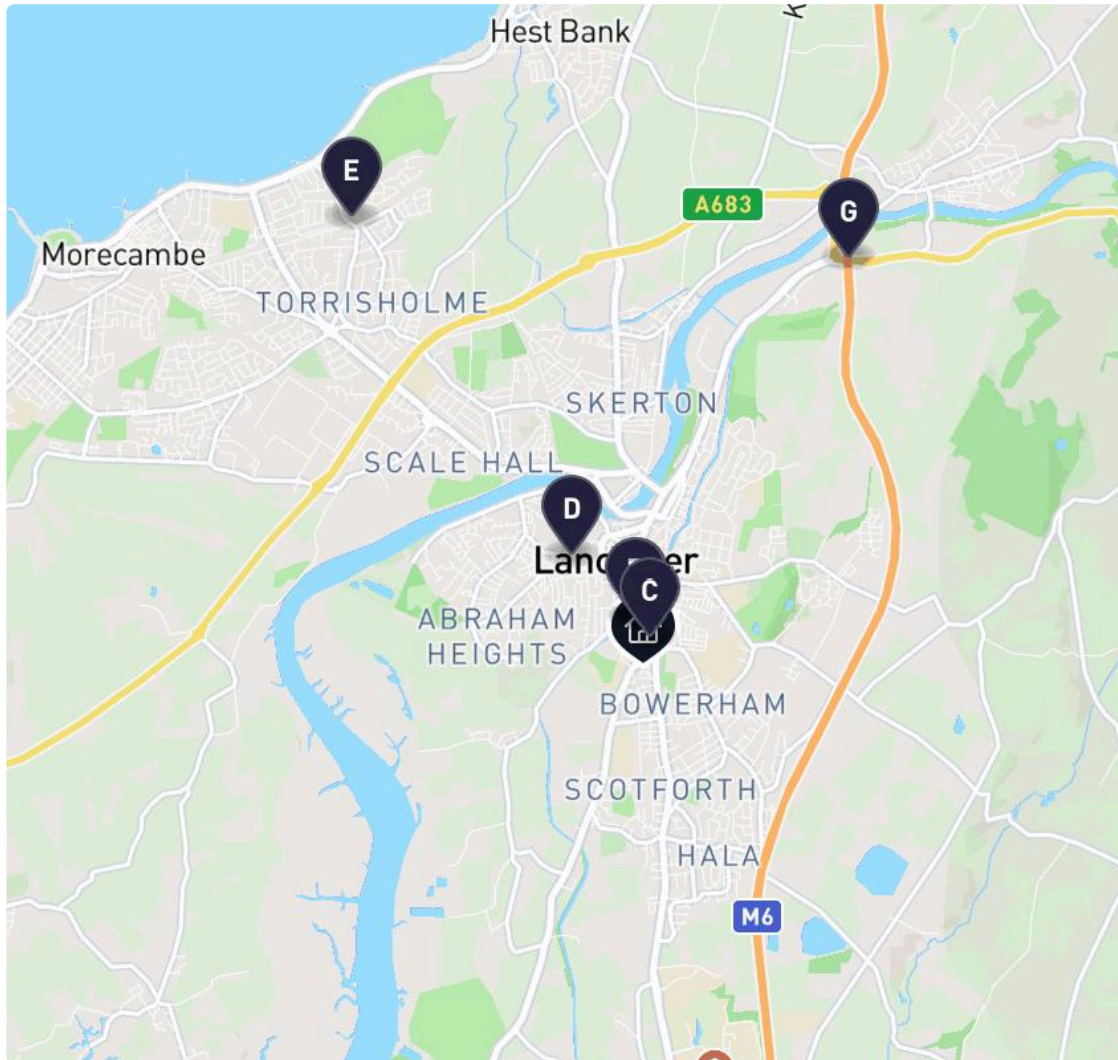 Hest Bank
E
A683
G
Morecambe
TORRISHOLME
SKERTON
SCALE HALL
D
C
ABRAHAM
HEIGHTS
BOWERHAM
SCOTFORTH
HALA
M6